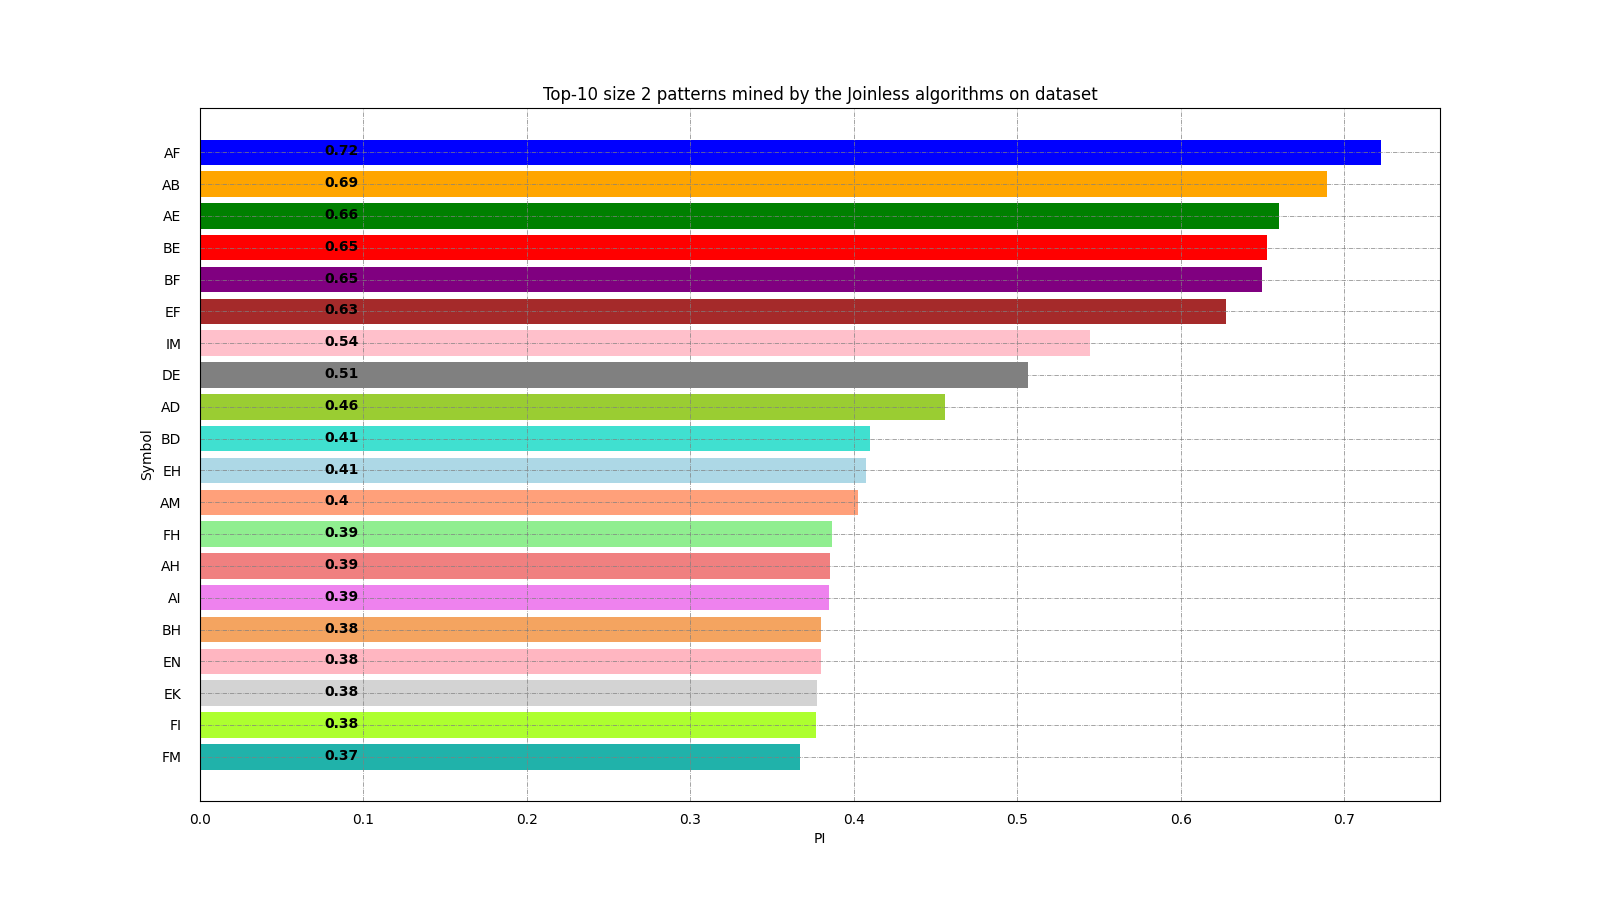 Top-10 size 2 patterns mined by the Joinless algorithms on dataset
AF 0.72
AB 0.69
AE 0.66
BE 0.65
BF 0.65
EF 0.63
IM 0.54
DE 0.51
AD 0.46
BD 0.41
EH 0.41
AM 0.4
FH 0.39
AH 0.39
AI 0.39
BH 0.38
EN 0.38
EK 0.38
FI 0.38
FM 0.37
Symbol
0.0 0.1 0.2 0.3 0.4 0.5 0.6 0.7
PI